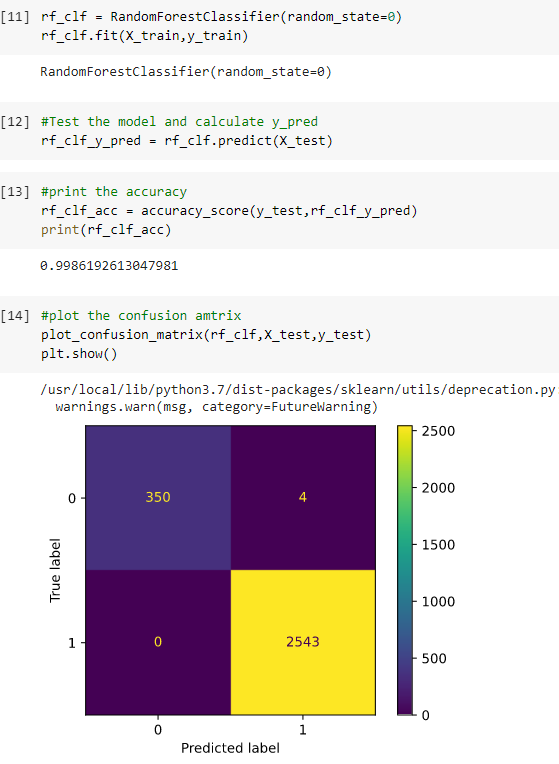 [11] rf_clf = RandomForestClassifier(random_state=0)
rf_clf.fit(X_train,y_train)
RandomForestClassifier(random_state=0)
[12] #Test the model and calculate y_pred
rf_clf_y_pred = rf_clf.predict(X_test)
[13] #print the accuracy
rf_clf_acc = accuracy_score(y_test,rf_clf_y_pred)
print(rf_clf_acc)
0.9986192613047981
[14] #plot the confusion amtrix
plot_confusion_matrix(rf_clf,X_test,y_test)
plt.show()
/usr/local/lib/python3.7/dist-packages/sklearn/utils/deprecation.py:
warnings.warn(msg, category=FutureWarning)
0
350
4
1
0
2543
0
1
Predicted label
True label
2500
2000
1500
1000
500
0